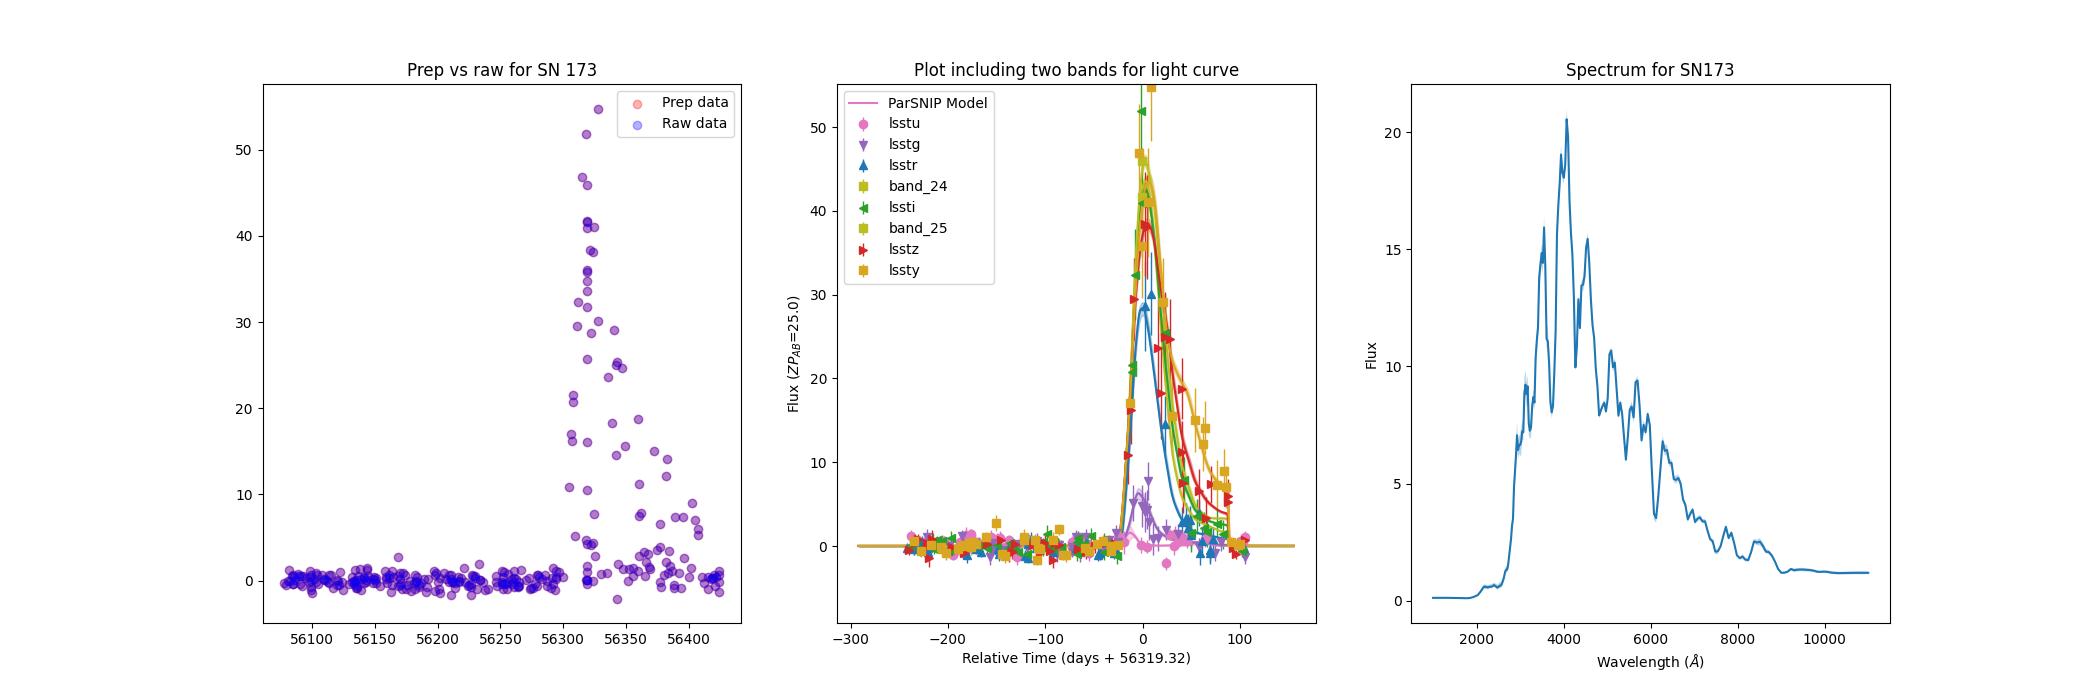 Prep vs raw for SN 173
Prep data
Raw data
50
40
30
20
10
0
56100 56150 56200 56250 56300 56350 56400
Plot including two bands for light curve
ParSNIP Model
lsstu
lsstg
lsstr
band_24
lssti
band_25
lsstz
lssty
Flux (ZP_AB=25.0)
50
40
30
20
10
0
−300 −200 −100 0 100
Relative Time (days + 56319.32)
Spectrum for SN173
Flux
20
15
10
5
0
2000 4000 6000 8000 10000
Wavelength (Å)